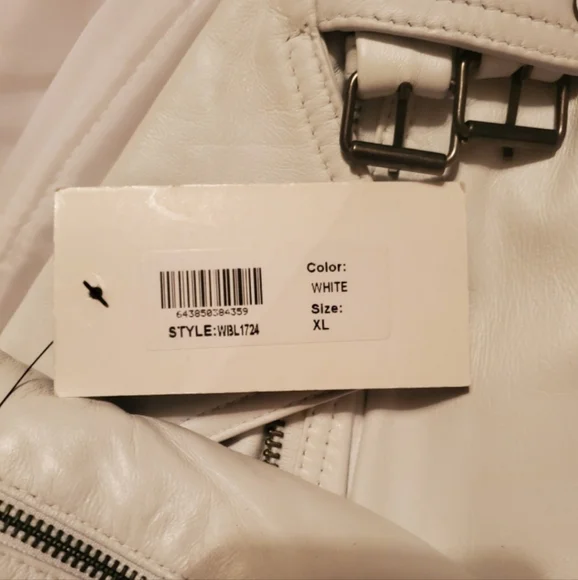 643850384359
STYLE:WBL1724
Color:
WHITE
Size:
XL